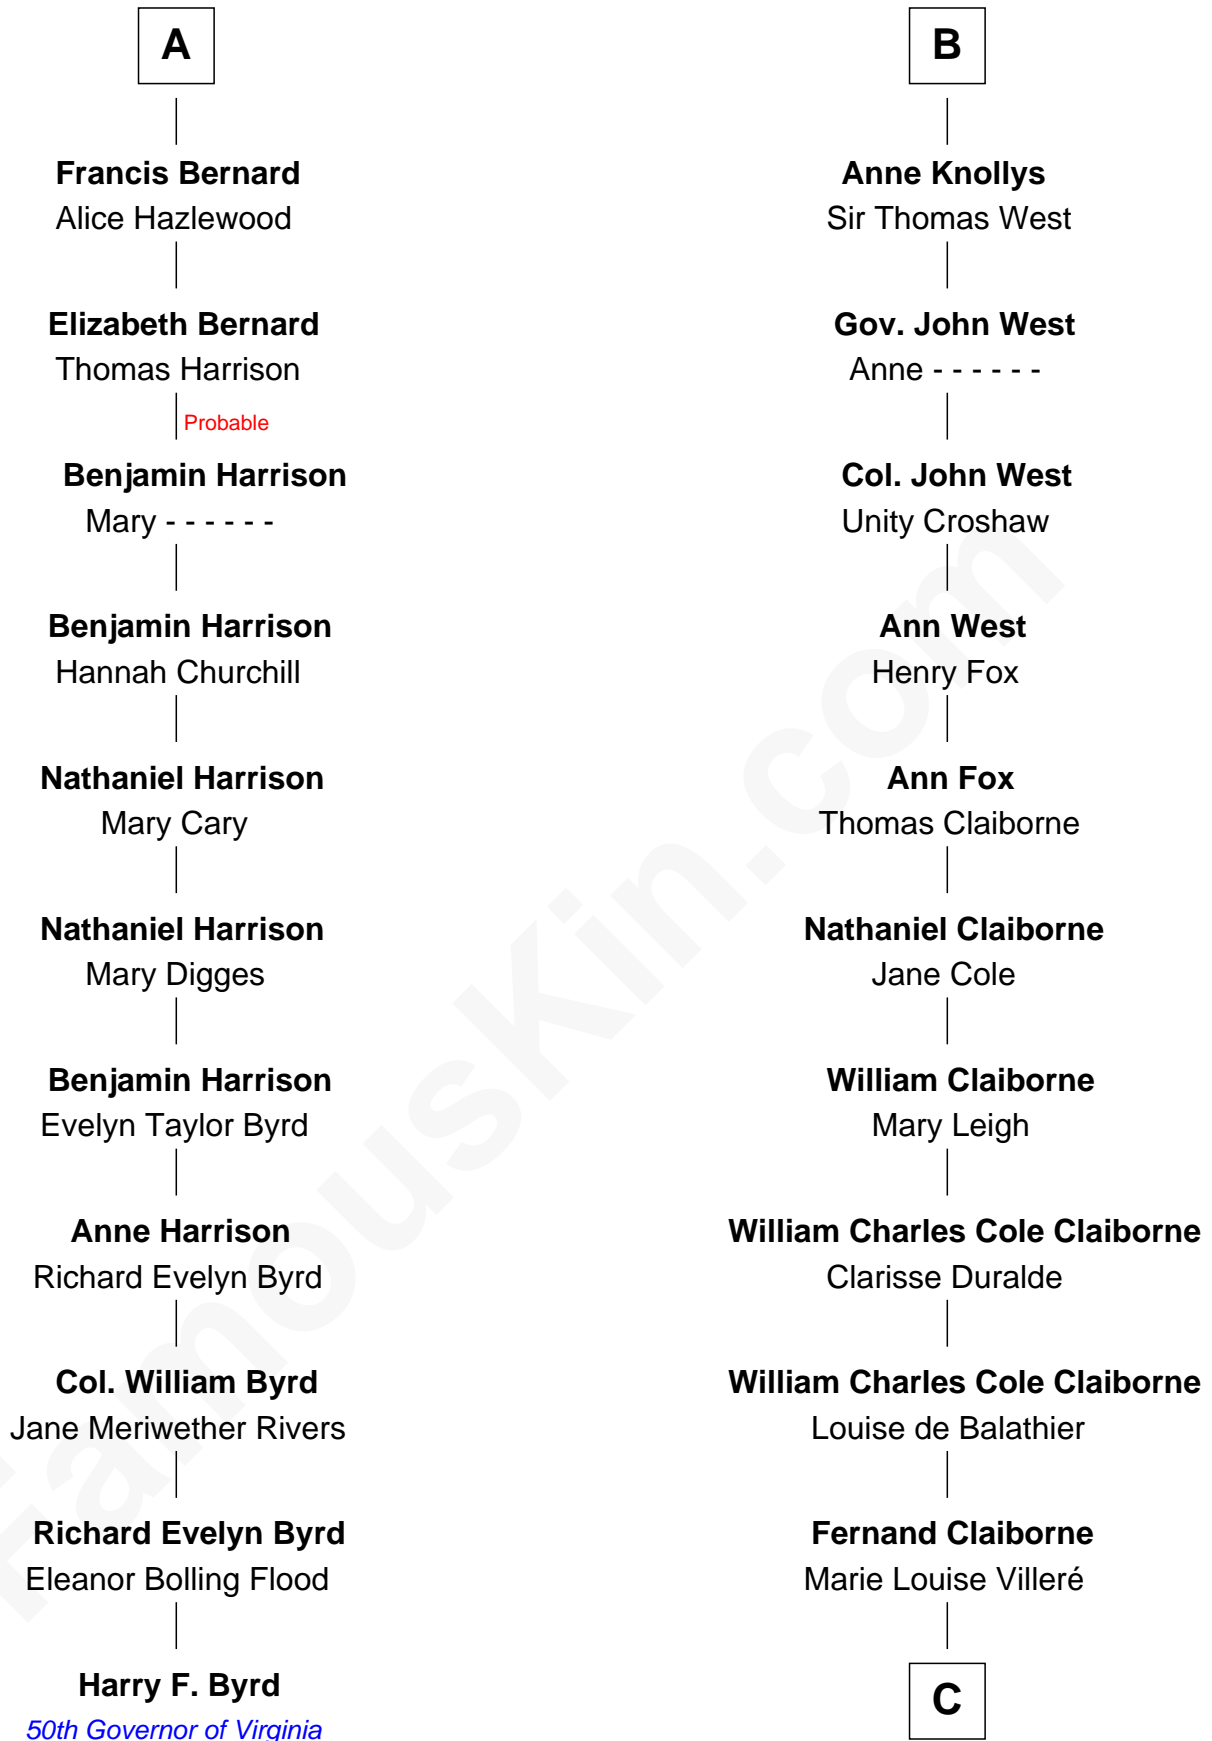 A
Francis Bernard
Alice Hazlewood
Elizabeth Bernard
Thomas Harrison
Probable
Benjamin Harrison
Mary - - - - - -
Benjamin Harrison
Hannah Churchill
Nathaniel Harrison
Mary Cary
Nathaniel Harrison
Mary Digges
Benjamin Harrison
Evelyn Taylor Byrd
Anne Harrison
Richard Evelyn Byrd
Col. William Byrd
Jane Meriwether Rivers
Richard Evelyn Byrd
Eleanor Bolling Flood
Harry F. Byrd
50th Governor of Virginia
B
Anne Knollys
Sir Thomas West
Gov. John West
Anne - - - - - -
Col. John West
Unity Croshaw
Ann West
Henry Fox
Ann Fox
Thomas Claiborne
Nathaniel Claiborne
Jane Cole
William Claiborne
Mary Leigh
William Charles Cole Claiborne
Clarisse Duralde
William Charles Cole Claiborne
Louise de Balathier
Fernand Claiborne
Marie Louise Villeré
C
FamousKin.com